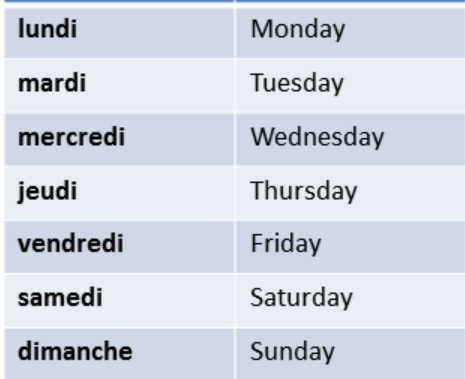 lundi Monday
mardi Tuesday
mercredi Wednesday
jeudi Thursday
vendredi Friday
samedi Saturday
dimanche Sunday